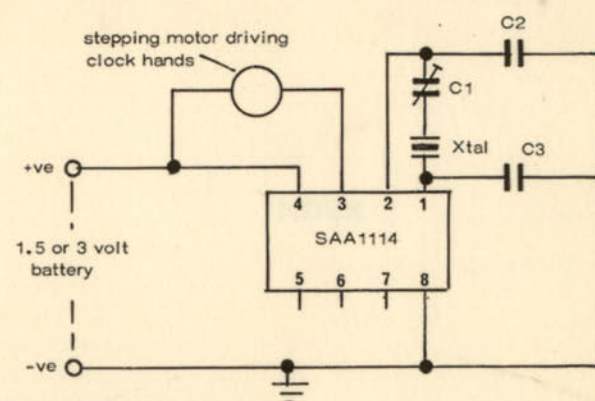 C2
stepping motor driving
clock hands
C1
Xtal
C3
+ve
4 3 2 1
SAA1114
1.5 or 3 volt
battery
5 6 7 8
-ve